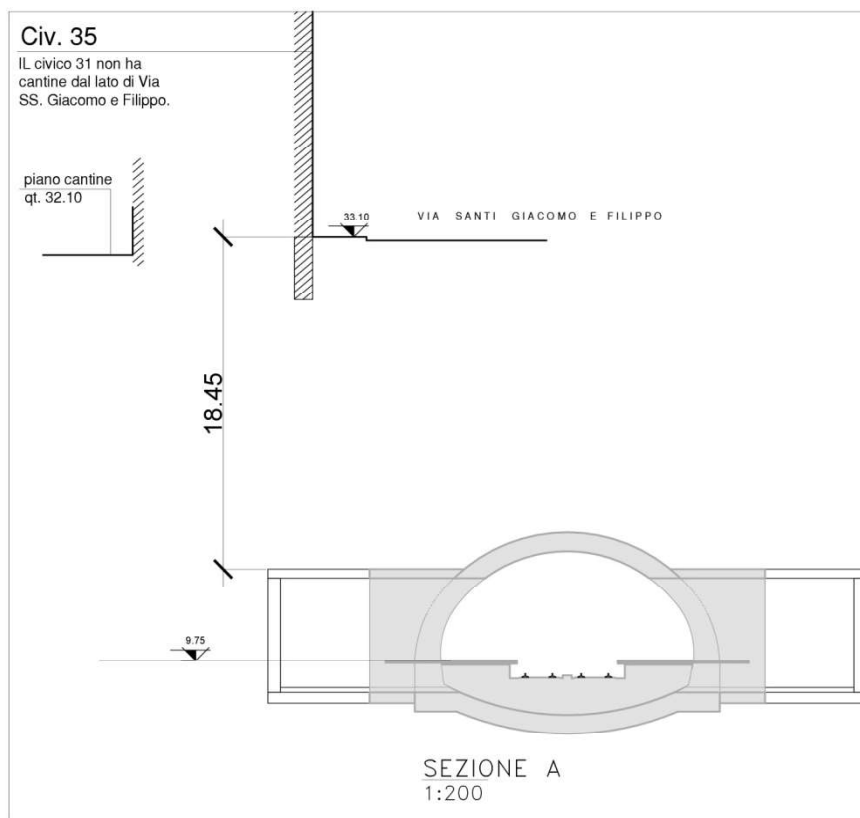 Civ. 35
IL civico 31 non ha
cantine dal lato di Via
SS. Giacomo e Filippo.
piano cantine
qt. 32.10
33.10
VIA SANTI GIACOMO E FILIPPO
18.45
9.75
SEZIONE A
1:200